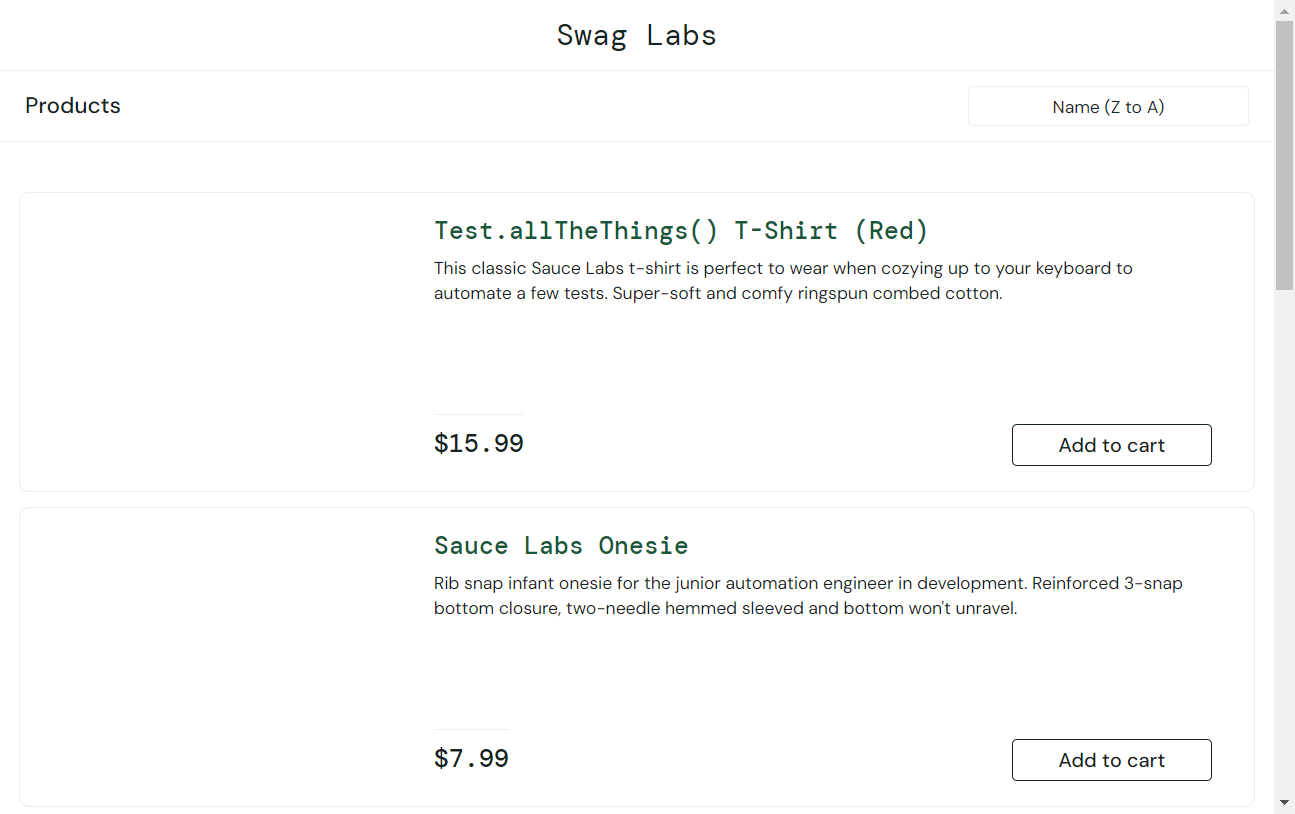 Swag Labs
Products
Name (Z to A)
Test.allTheThings() T-Shirt (Red)
This classic Sauce Labs t-shirt is perfect to wear when cozying up to your keyboard to
automate a few tests. Super-soft and comfy ringspun combed cotton.
$15.99
Add to cart
Sauce Labs Onesie
Rib snap infant onesie for the junior automation engineer in development. Reinforced 3-snap
bottom closure, two-needle hemmed sleeved and bottom won't unravel.
$7.99
Add to cart